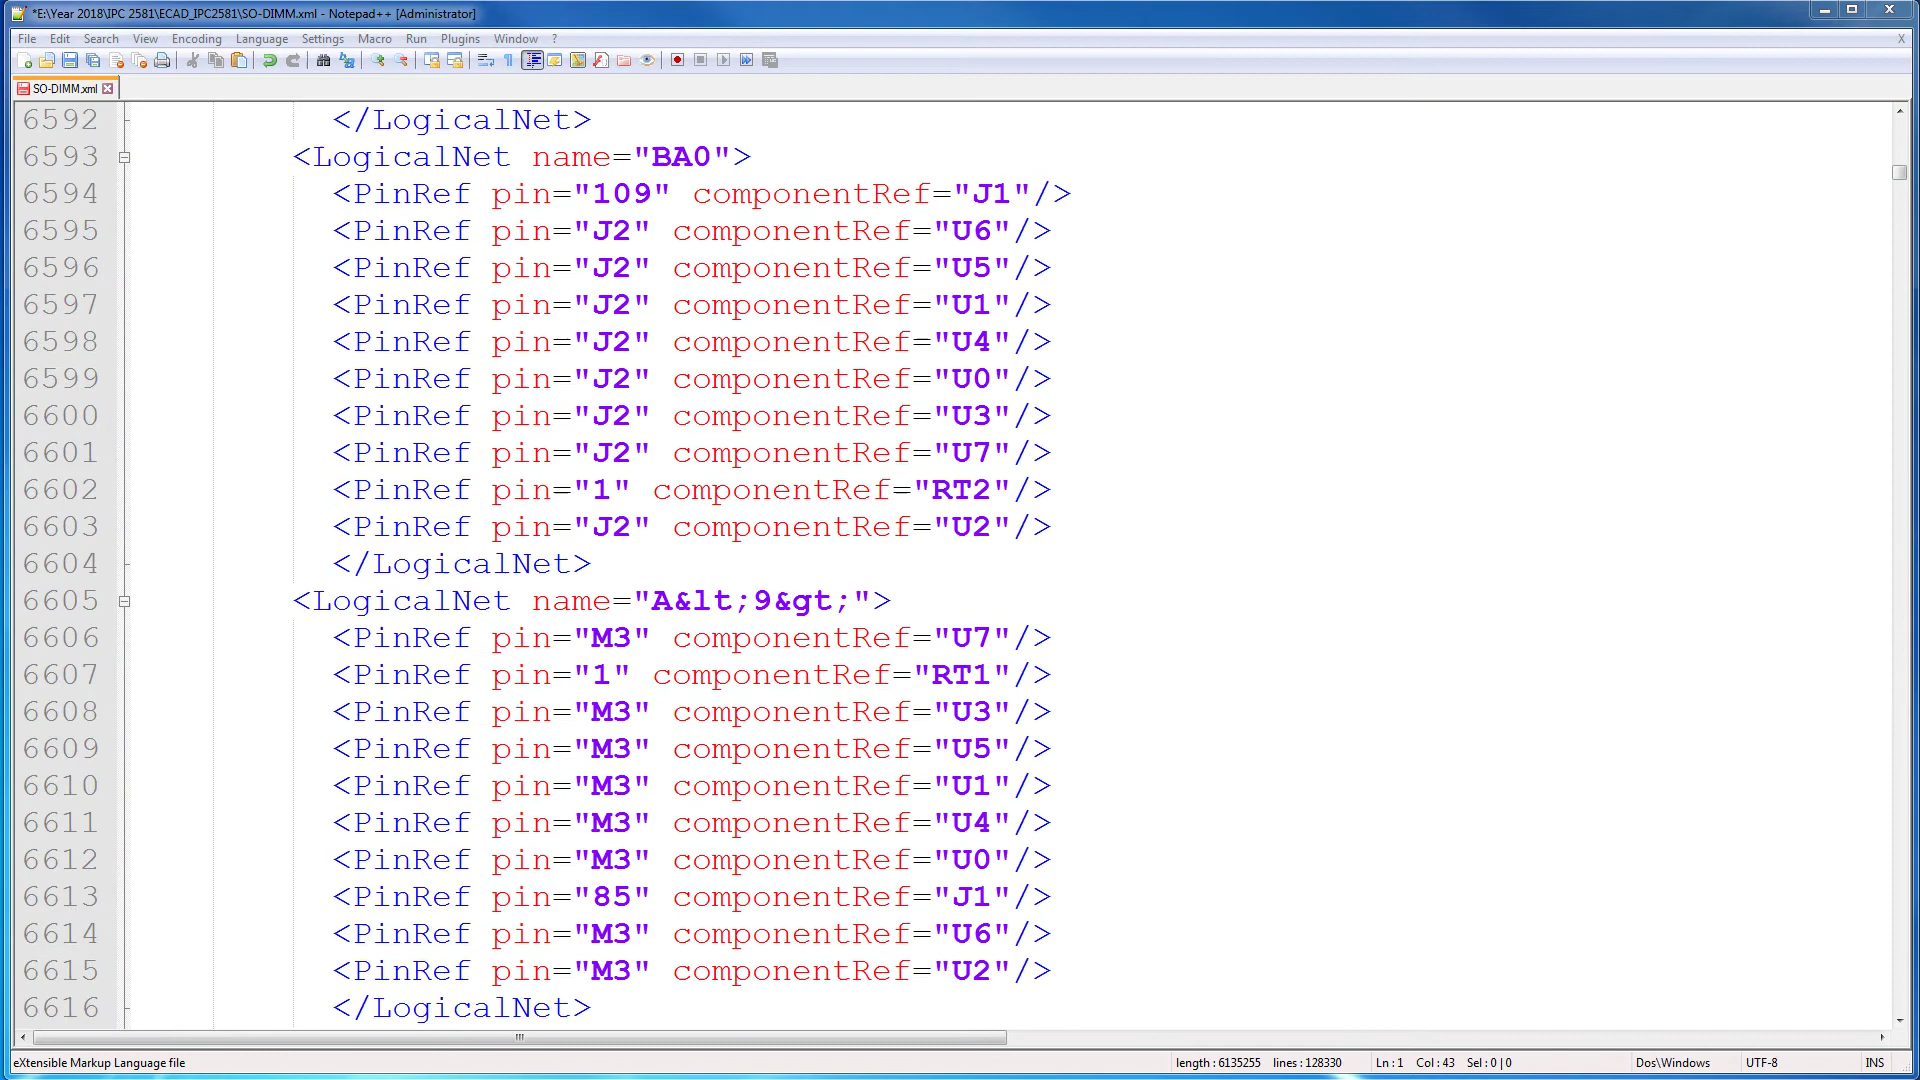 *E:\Year 2018\IPC 2581\ECAD_IPC2581\SO-DIMM.xml - Notepad++ [Administrator]
File Edit Search View Encoding Language Settings Macro Run Plugins Window ? X
SO-DIMM.xml
6592 </LogicalNet>
6593 <LogicalNet name="BA0">
6594 <PinRef pin="109" componentRef="J1"/>
6595 <PinRef pin="J2" componentRef="U6"/>
6596 <PinRef pin="J2" componentRef="U5"/>
6597 <PinRef pin="J2" componentRef="U1"/>
6598 <PinRef pin="J2" componentRef="U4"/>
6599 <PinRef pin="J2" componentRef="U0"/>
6600 <PinRef pin="J2" componentRef="U3"/>
6601 <PinRef pin="J2" componentRef="U7"/>
6602 <PinRef pin="1" componentRef="RT2"/>
6603 <PinRef pin="J2" componentRef="U2"/>
6604 </LogicalNet>
6605 <LogicalNet name="A&lt;9&gt;">
6606 <PinRef pin="M3" componentRef="U7"/>
6607 <PinRef pin="1" componentRef="RT1"/>
6608 <PinRef pin="M3" componentRef="U3"/>
6609 <PinRef pin="M3" componentRef="U5"/>
6610 <PinRef pin="M3" componentRef="U1"/>
6611 <PinRef pin="M3" componentRef="U4"/>
6612 <PinRef pin="M3" componentRef="U0"/>
6613 <PinRef pin="85" componentRef="J1"/>
6614 <PinRef pin="M3" componentRef="U6"/>
6615 <PinRef pin="M3" componentRef="U2"/>
6616 </LogicalNet>
eXtensible Markup Language file length : 6135255 lines : 128330 Ln : 1 Col : 43 Sel : 0 | 0 Dos\Windows UTF-8 INS